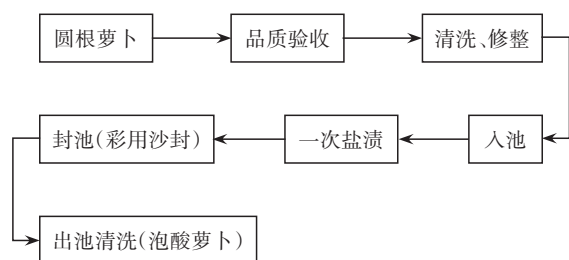 圆根萝卜
品质验收
清洗、修整
入池
一次盐渍
封池(彩用沙封)
出池清洗(泡酸萝卜)